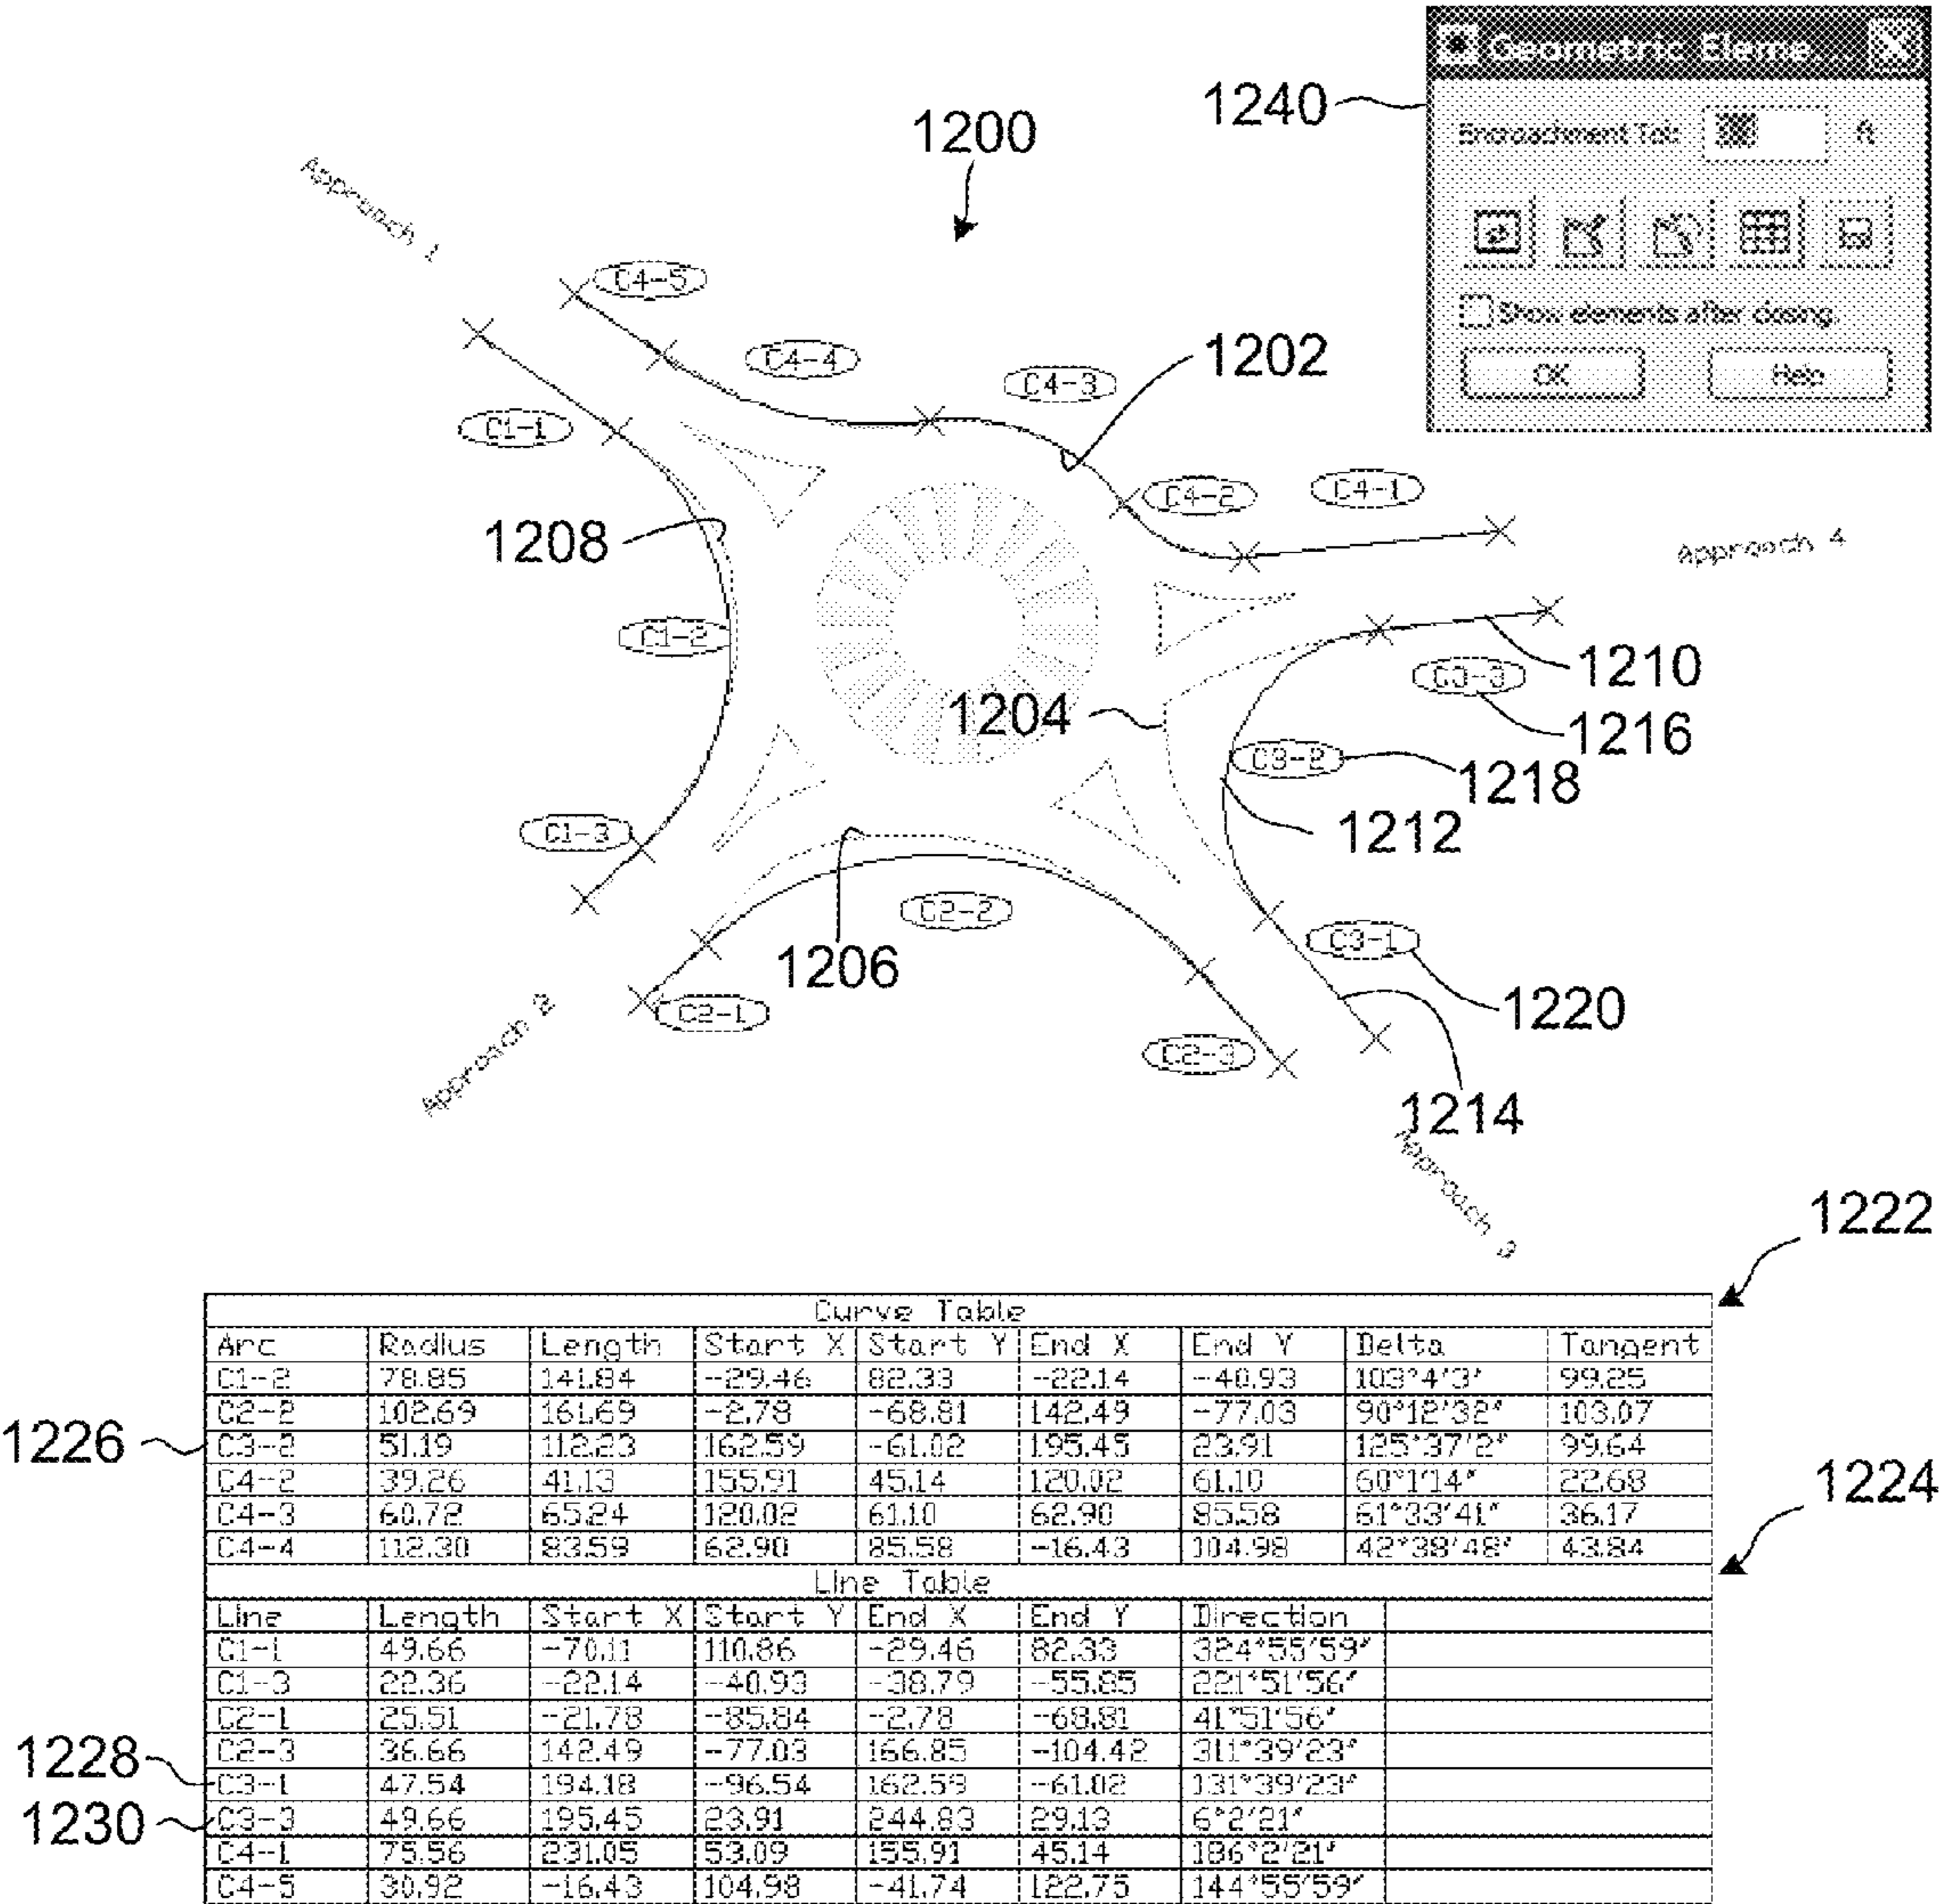 Geometric Eleme
1240
Encroachment Tol: ft
Show elements after closing.
OK Help
1200
Approach 1
C4-5
C4-4
C4-3
1202
C1-1
C4-2
C4-1
1208
Approach 4
C1-2
1210
C3-3
1216
1204
C3-2
1218
1212
C1-3
C2-2
1206
C3-1
1220
C2-1
C2-3
Approach 2
1214
Approach 3
1222
Curve Table
Arc Radius Length Start X Start Y End X End Y Delta Tangent
C1-2 78.85 141.84 -29.46 82.33 -22.14 -40.93 103°4'3" 99.25
C2-2 102.69 161.69 -2.78 -68.81 142.49 -77.03 90°12'32" 103.07
1226
C3-2 51.19 112.23 162.59 -61.02 195.45 23.91 125°37'2" 99.64
C4-2 39.26 41.13 155.91 45.14 120.02 61.10 60°1'14" 22.68
1224
C4-3 60.72 65.24 120.02 61.10 62.90 85.58 61°33'41" 36.17
C4-4 112.30 83.59 62.90 85.58 -16.43 104.98 42°38'48" 43.84
Line Table
Line Length Start X Start Y End X End Y Direction
C1-1 49.66 -70.11 110.86 -29.46 82.33 324°55'59"
C1-3 22.36 -22.14 -40.93 -38.79 -55.85 221°51'56"
C2-1 25.51 -21.78 -85.84 -2.78 -68.81 41°51'56"
C2-3 36.66 142.49 -77.03 166.85 -104.42 311°39'23"
1228
C3-1 47.54 194.18 -96.54 162.59 -61.02 131°39'23"
1230
C3-3 49.66 195.45 23.91 244.83 29.13 6°2'21"
C4-1 75.56 231.05 53.09 155.91 45.14 186°2'21"
C4-5 30.92 -16.43 104.98 -41.74 122.75 144°55'59"